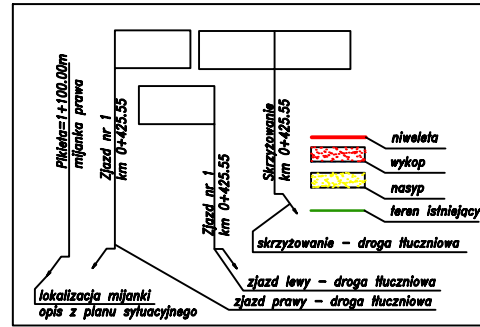 Pikieta=1+100.00m
mijanka prawa
Zjazd nr 1
km 0+425.55
Zjazd nr 1
km 0+425.55
Skrzyżowanie
km 0+425.55
niweleta
wykop
nasyp
teren istniejący
skrzyżowanie - droga tłuczniowa
zjazd lewy - droga tłuczniowa
zjazd prawy - droga tłuczniowa
lokalizacja mijanki
opis z planu sytuacyjnego